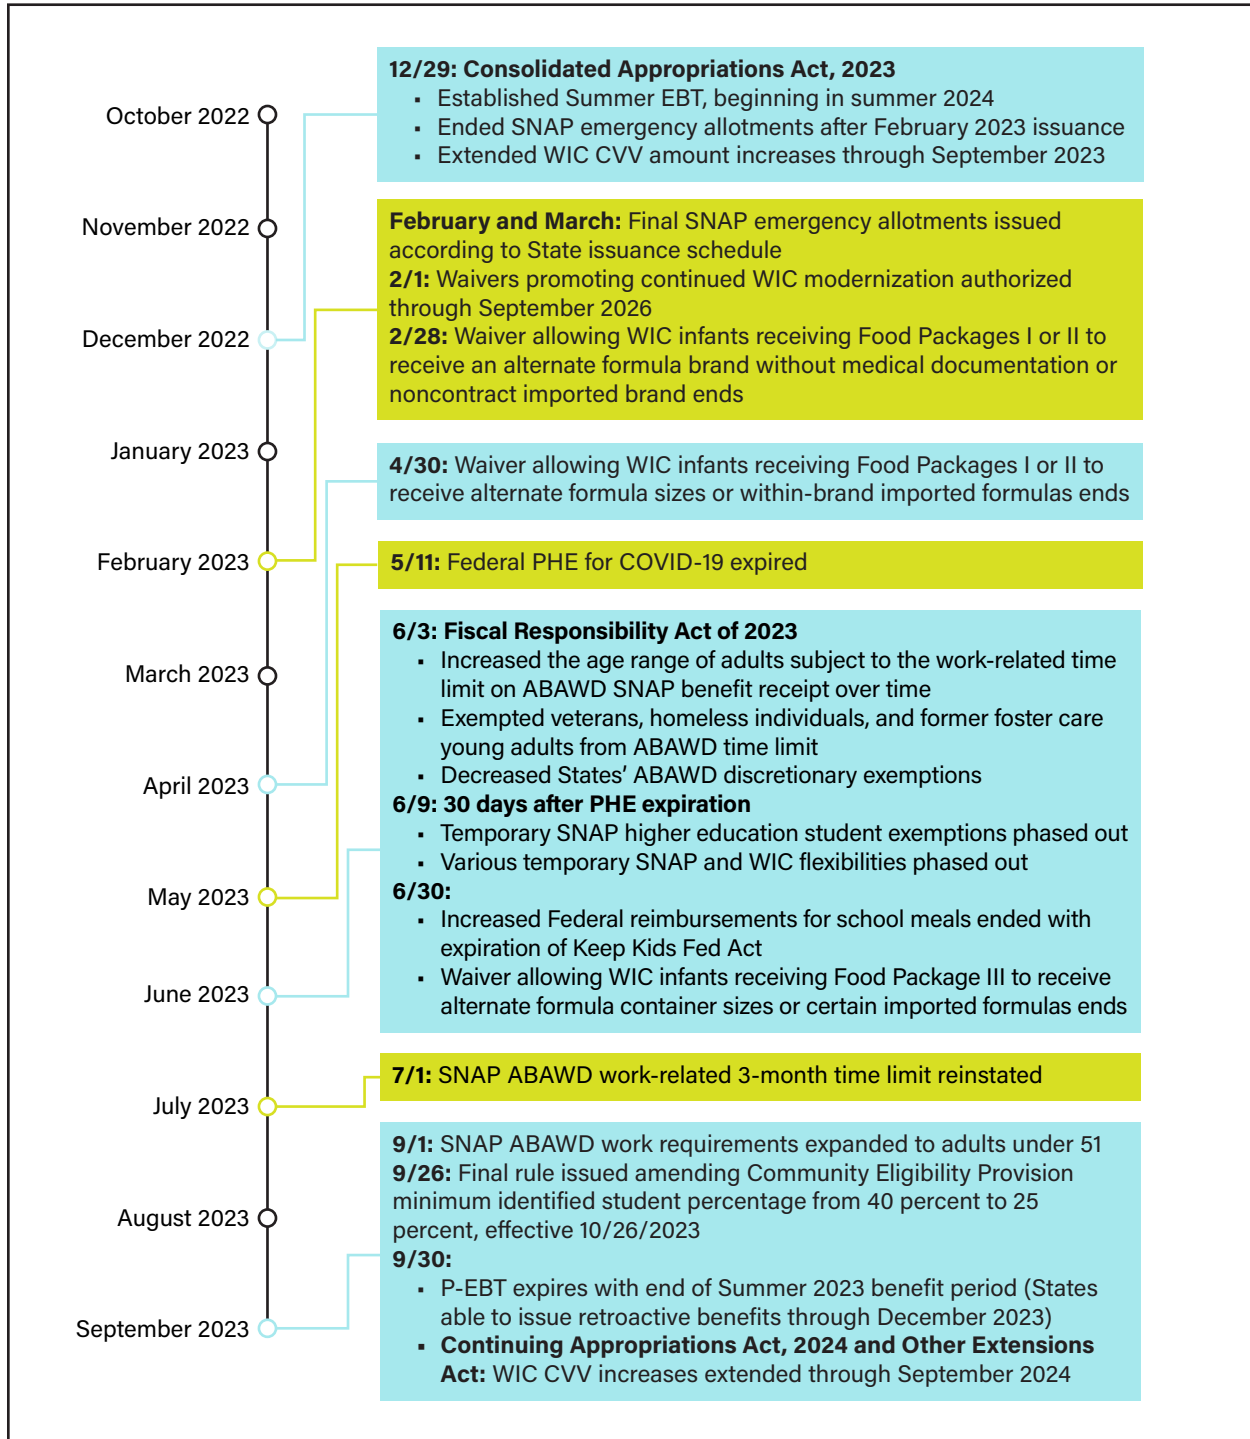 October 2022
November 2022
December 2022
January 2023
February 2023
March 2023
April 2023
May 2023
June 2023
July 2023
August 2023
September 2023
12/29: Consolidated Appropriations Act, 2023
▪ Established Summer EBT, beginning in summer 2024
▪ Ended SNAP emergency allotments after February 2023 issuance
▪ Extended WIC CVV amount increases through September 2023
February and March: Final SNAP emergency allotments issued
according to State issuance schedule
2/1: Waivers promoting continued WIC modernization authorized
through September 2026
2/28: Waiver allowing WIC infants receiving Food Packages I or II to
receive an alternate formula brand without medical documentation or
noncontract imported brand ends
4/30: Waiver allowing WIC infants receiving Food Packages I or II to
receive alternate formula sizes or within-brand imported formulas ends
5/11: Federal PHE for COVID-19 expired
6/3: Fiscal Responsibility Act of 2023
▪ Increased the age range of adults subject to the work-related time
limit on ABAWD SNAP benefit receipt over time
▪ Exempted veterans, homeless individuals, and former foster care
young adults from ABAWD time limit
▪ Decreased States’ ABAWD discretionary exemptions
6/9: 30 days after PHE expiration
▪ Temporary SNAP higher education student exemptions phased out
▪ Various temporary SNAP and WIC flexibilities phased out
6/30:
▪ Increased Federal reimbursements for school meals ended with
expiration of Keep Kids Fed Act
▪ Waiver allowing WIC infants receiving Food Package III to receive
alternate formula container sizes or certain imported formulas ends
7/1: SNAP ABAWD work-related 3-month time limit reinstated
9/1: SNAP ABAWD work requirements expanded to adults under 51
9/26: Final rule issued amending Community Eligibility Provision
minimum identified student percentage from 40 percent to 25
percent, effective 10/26/2023
9/30:
▪ P-EBT expires with end of Summer 2023 benefit period (States
able to issue retroactive benefits through December 2023)
▪ Continuing Appropriations Act, 2024 and Other Extensions
Act: WIC CVV increases extended through September 2024